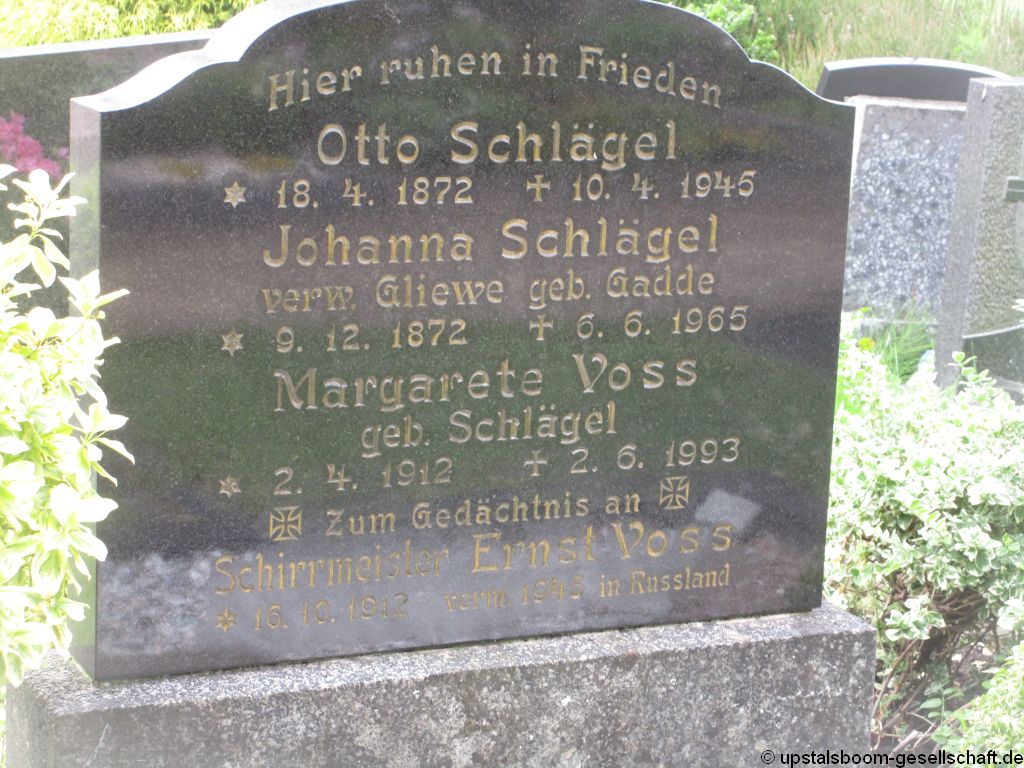 Hier ruhen in Frieden
Otto Schlägel
* 18. 4. 1872 ✝ 10. 4. 1945
Johanna Schlägel
verw. Gliewe geb. Gadde
* 9. 12. 1872 ✝ 6. 6. 1965
Margarete Voss
geb. Schlägel
* 2. 4. 1912 ✝ 2. 6. 1993
Zum Gedächtnis an
Schirrmeister Ernst Voss
* 16. 10. 1912 verm. 1943 in Russland
© upstalsboom-gesellschaft.de